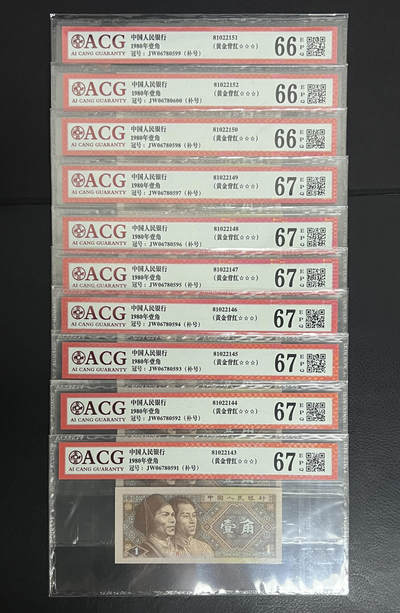 ACG
AI CANG GUARANTY
中国人民银行
1980年壹角
冠号: JW06780599 (补号)
81022151
(黄金背红☆☆☆)
66 EPQ
ACG
AI CANG GUARANTY
中国人民银行
1980年壹角
冠号: JW06780600 (补号)
81022152
(黄金背红☆☆☆)
66 EPQ
ACG
AI CANG GUARANTY
中国人民银行
1980年壹角
冠号: JW06780598 (补号)
81022150
(黄金背红☆☆☆)
66 EPQ
ACG
AI CANG GUARANTY
中国人民银行
1980年壹角
冠号: JW06780597 (补号)
81022149
(黄金背红☆☆☆)
67 EPQ
ACG
AI CANG GUARANTY
中国人民银行
1980年壹角
冠号: JW06780596 (补号)
81022148
(黄金背红☆☆☆)
67 EPQ
ACG
AI CANG GUARANTY
中国人民银行
1980年壹角
冠号: JW06780595 (补号)
81022147
(黄金背红☆☆☆)
67 EPQ
ACG
AI CANG GUARANTY
中国人民银行
1980年壹角
冠号: JW06780594 (补号)
81022146
(黄金背红☆☆☆)
67 EPQ
ACG
AI CANG GUARANTY
中国人民银行
1980年壹角
冠号: JW06780593 (补号)
81022145
(黄金背红☆☆☆)
67 EPQ
ACG
AI CANG GUARANTY
中国人民银行
1980年壹角
冠号: JW06780592 (补号)
81022144
(黄金背红☆☆☆)
67 EPQ
ACG
AI CANG GUARANTY
中国人民银行
1980年壹角
冠号: JW06780591 (补号)
81022143
(黄金背红☆☆☆)
67 EPQ
中国人民银行
壹角
1
1